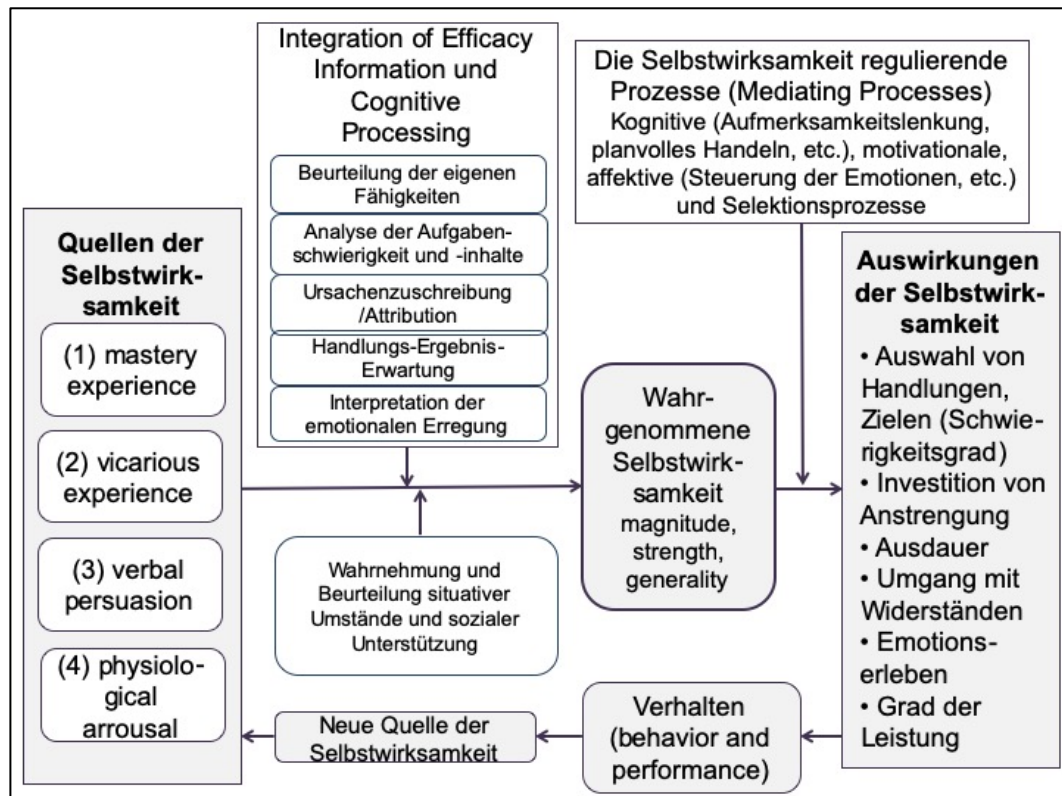 Integration of Efficacy
Information und
Cognitive
Processing
Beurteilung der eigenen
Fähigkeiten
Analyse der Aufgaben-
schwierigkeit und -inhalte
Ursachenzuschreibung
/Attribution
Handlungs-Ergebnis-
Erwartung
Interpretation der
emotionalen Erregung
Die Selbstwirksamkeit regulierende
Prozesse (Mediating Processes)
Kognitive (Aufmerksamkeitslenkung,
planvolles Handeln, etc.), motivationale,
affektive (Steuerung der Emotionen, etc.)
und Selektionsprozesse
Quellen der
Selbstwirk-
samkeit
(1) mastery
experience
(2) vicarious
experience
(3) verbal
persuasion
(4) physiolo-
gical
arrousal
Wahrnehmung und
Beurteilung situativer
Umstände und sozialer
Unterstützung
Wahr-
genommene
Selbstwirk-
samkeit
magnitude,
strength,
generality
Auswirkungen
der Selbstwirk-
samkeit
• Auswahl von
Handlungen,
Zielen (Schwie-
rigkeitsgrad)
• Investition von
Anstrengung
• Ausdauer
• Umgang mit
Widerständen
• Emotions-
erleben
• Grad der
Leistung
Verhalten
(behavior and
performance)
Neue Quelle der
Selbstwirksamkeit